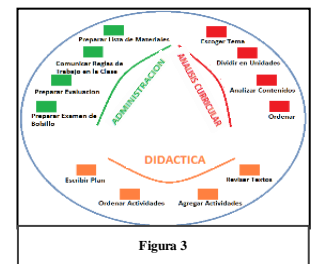 Preparar Lista de Materiales
Escoger Tema
Comunicar Reglas de
Trabajo en la Clase
Dividir en Unidades
Preparar Evaluacion
Analizar Contenidos
Preparar Examen de
Bolsillo
Ordenar
ADMINISTRACION
ANALISIS CURRICULAR
DIDACTICA
Escribir Plan
Revisar Textos
Ordenar Actividades
Agregar Actividades
Figura 3